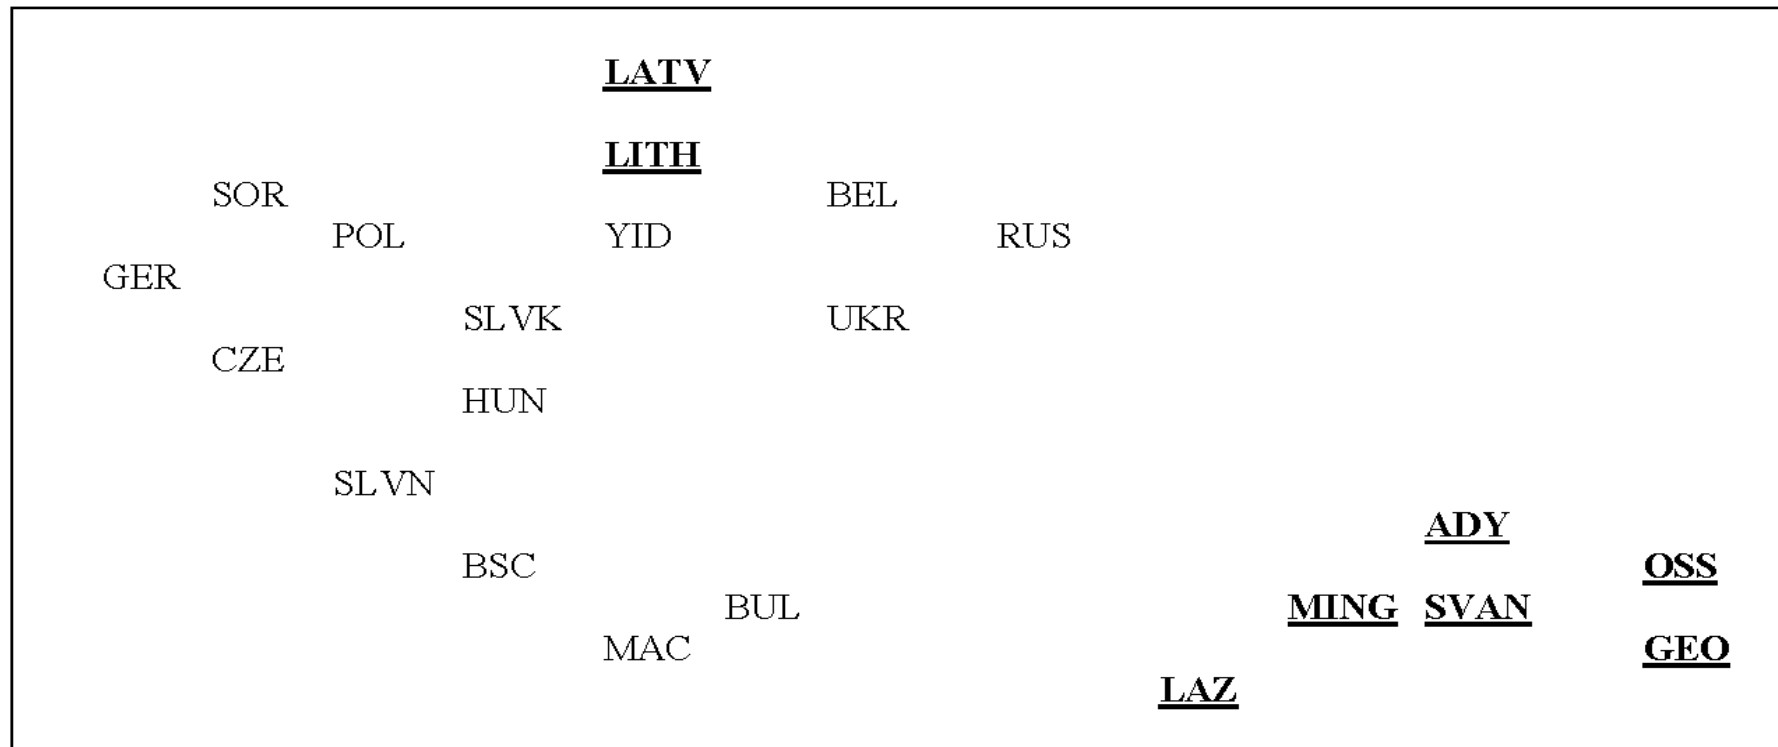 LATV
LITH
SOR BEL
POL YID RUS
GER
SLVK UKR
CZE
HUN
SLVN
ADY
BSC OSS
BUL MING SVAN
MAC GEO
LAZ